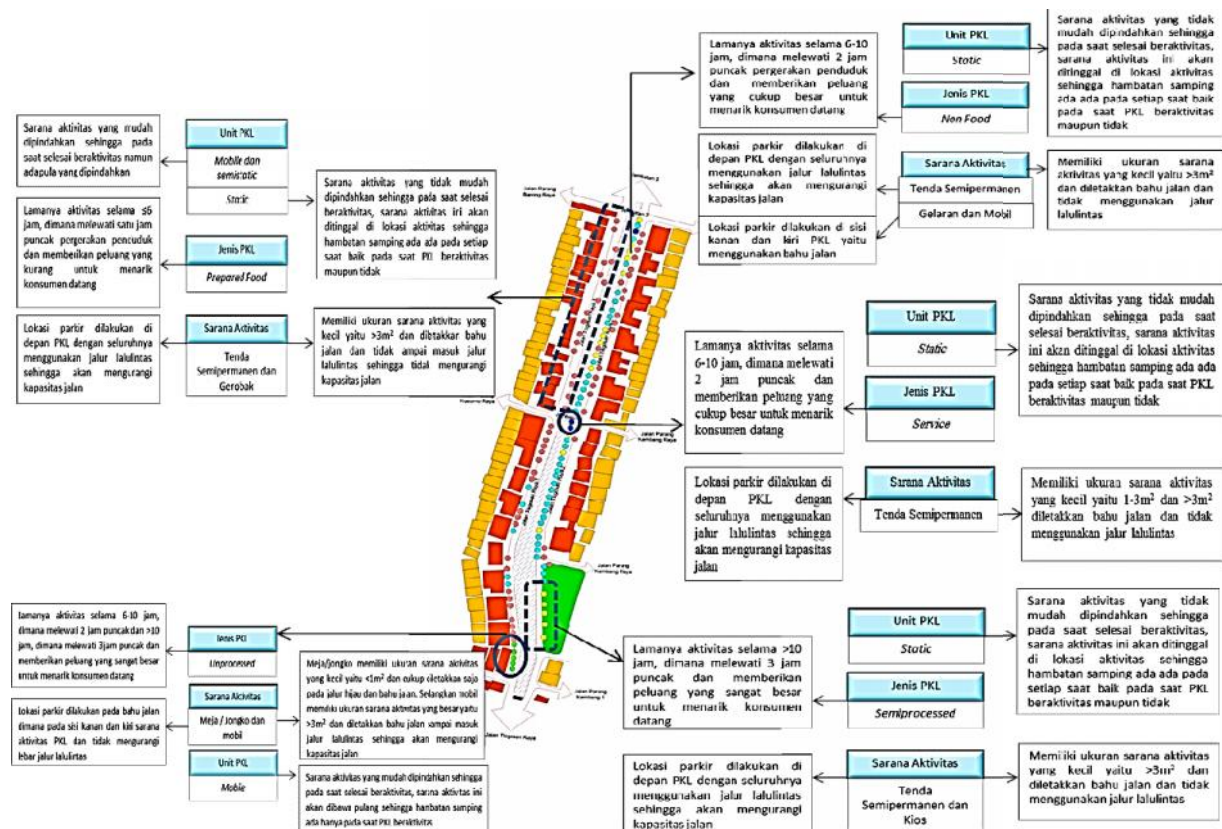 Lamanya aktivitas selama 6-10
jam, dimana melewati 2 jam
puncak pergerakan penduduk
dan memberikan peluang
yang cukup besar untuk
menarik konsumen datang
Unit PKL
Static
Jenis PKL
Non Food
Sarana aktivitas yang tidak
mudah dipindahkan sehingga
pada saat selesai beraktivitas,
sarana aktivitas ini akan
ditinggal di lokasi aktivitas
sehingga hambatan samping
ada ada pada setiap saat baik
pada saat PKL beraktivitas
maupun tidak
Lokasi parkir dilakukan di
depan PKL dengan seluruhnya
menggunakan jalur lalulintas
sehingga akan mengurangi
kapasitas jalan
Lokasi parkir dilakukan di sisi
kanan dan kiri PKL yaitu
menggunakan bahu jalan
Sarana Aktivitas
Tenda Semipermanen
Gelaran dan Mobil
Memiliki ukuran sarana
aktivitas yang kecil yaitu >3m²
dan diletakkan bahu jalan dan
tidak menggunakan jalur
lalulintas
Sarana aktivitas yang mudah
dipindahkan sehingga pada
saat selesai beraktivitas namun
adapula yang dipindahkan
Unit PKL
Mobile dan
semistatic
Static
Sarana aktivitas yang tidak mudah
dipindahkan sehingga pada saat selesai
beraktivitas, sarana aktivitas iri akan
ditinggal di lokasi aktivitas sehingga
hambatan samping ada ada pada setiap
saat baik pada saat PKL beraktivitas
maupun tidak
Lamanya aktivitas selama ≤6
jam, dimana melewati satu jam
puncak pergerakan penduduk
dan memberikan peluang yang
kurang untuk menarik
konsumen datang
Jenis PKL
Prepared Food
Lokasi parkir dilakukan di
depan PKL dengan seluruhnya
menggunakan jalur lalulintas
sehingga akan mengurangi
kapasitas jalan
Sarana Aktivitas
Tenda
Semipermanen dan
Gerobak
Memiliki ukuran sarana aktivitas yang
kecil yaitu >3m² dan diletakkar bahu
jalan dan tidak ampai masuk jalur
lalulintas sehingga tidal mengurangi
kapasitas jalan
Lamanya aktivitas selama
6-10 jam, dimana melewati
2 jam puncak dan
memberikan peluang yang
cukup besar untuk menarik
konsumen datang
Unit PKL
Static
Jenis PKL
Service
Sarana aktivitas yang tidak mudah
dipindahkan sehingga pada saat
selesai beraktivitas, sarana aktivitas
ini akan ditinggal di lokasi aktivitas
sehingga hambatan samping ada ada
pada setiap saat baik pada saat PKL
beraktivitas maupun tidak
Lokasi parkir dilakukan di
depan PKL dengan
seluruhnya menggunakan
jalur lalulintas schingga
akan mengurangi kapasitas
jalan
Sarana Aktivitas
Tenda Semipermanen
Memiliki ukuran sarana aktivitas
yang kecil yaitu 1-3m² dan >3m²
diletakkan bahu jalan dan tidak
menggunakan jalur lalulintas
Jalan Parang
Kembang Raya
Jalan Parang
Kembang Raya
lamanya aktivitas selama 6-10 jam,
dimana melewati 2 jam puncak dan >10
jam, dimana melewati 3jam puncak dan
memberikan peluang yang sangat besar
untuk menarik konsumen datang
Jenis PKL
Unprocessed
lokasi parkir dilakukan pada bahu jalan
dimana pada sisi kanan dan kiri sarana
aktivitas PKL dan tidak mengurangi
lebar jalur lalulintas
Sarana Akcivitas
Meja / Jongko dan
mobil
Meja/jongko memiliki ukuran sarana aktivitas
yang kecil yaitu <1m² dan cukup diletakkan saja
pada jalur hijau dan bahu jaan. Selangkan mobil
memiliki ukuran sarana aktretas yang besaryaitu
>3m² dan diletakkan bahu jalan sampai masuk
jalur lalulintas sehingga akan mengurangi
kapasitas jalan
Unit PKL
Mobile
Sarana aktivitas yang mudah dipindahkan sehingga
pada saat selesai beraktivitas, sarina aktivtas ini
akan dibawa pulang sehingga hanbatan samping
ada hanya pada saat PKL beraktivitas
Lamanya aktivitas selama >10
jam, dimana melewati 3 jam
puncak dan memberikan
peluang yang sangat besar
untuk menarik konsumen
datang
Unit PKL
Static
Jenis PKL
Semiprocessed
Sarana aktivitas yang tidak
mudah dipindahkan sehingga
pada saat selesai beraktivitas,
sarana aktivitas ini akan ditinggal
di lokasi aktivitas sehingga
hambatan samping ada ada pada
setiap saat baik pada saat PKL
beraktivitas maupun tidak
Lokasi parkir dilakukan di
depan PKL dengan seluruhnya
menggunakan jalur lalulintas
sehingga akan mengurangi
kapasitas jalan
Sarana Aktivitas
Tenda
Semipermanen dan
Kios
Memiliki ukuran sarana aktivitas
yang kecil yaitu >3m² dan
diletakkan bahu jalan dan tidak
menggunakan jalur lalulintas